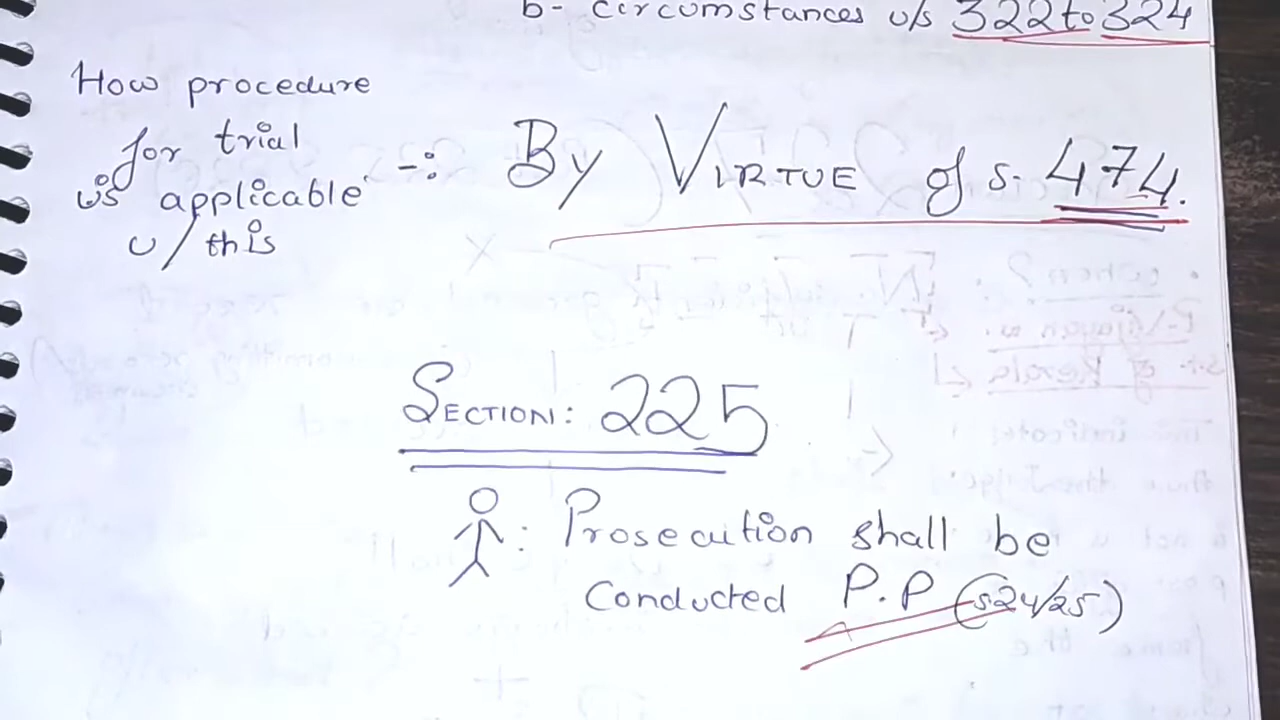 b- circumstances u/s 322 to 324
How procedure
for trial
is applicable
u/this
-: By VIRTUE of s. 474.
SECTION: 225
: Prosecution shall be
Conducted P.P (s24/25)